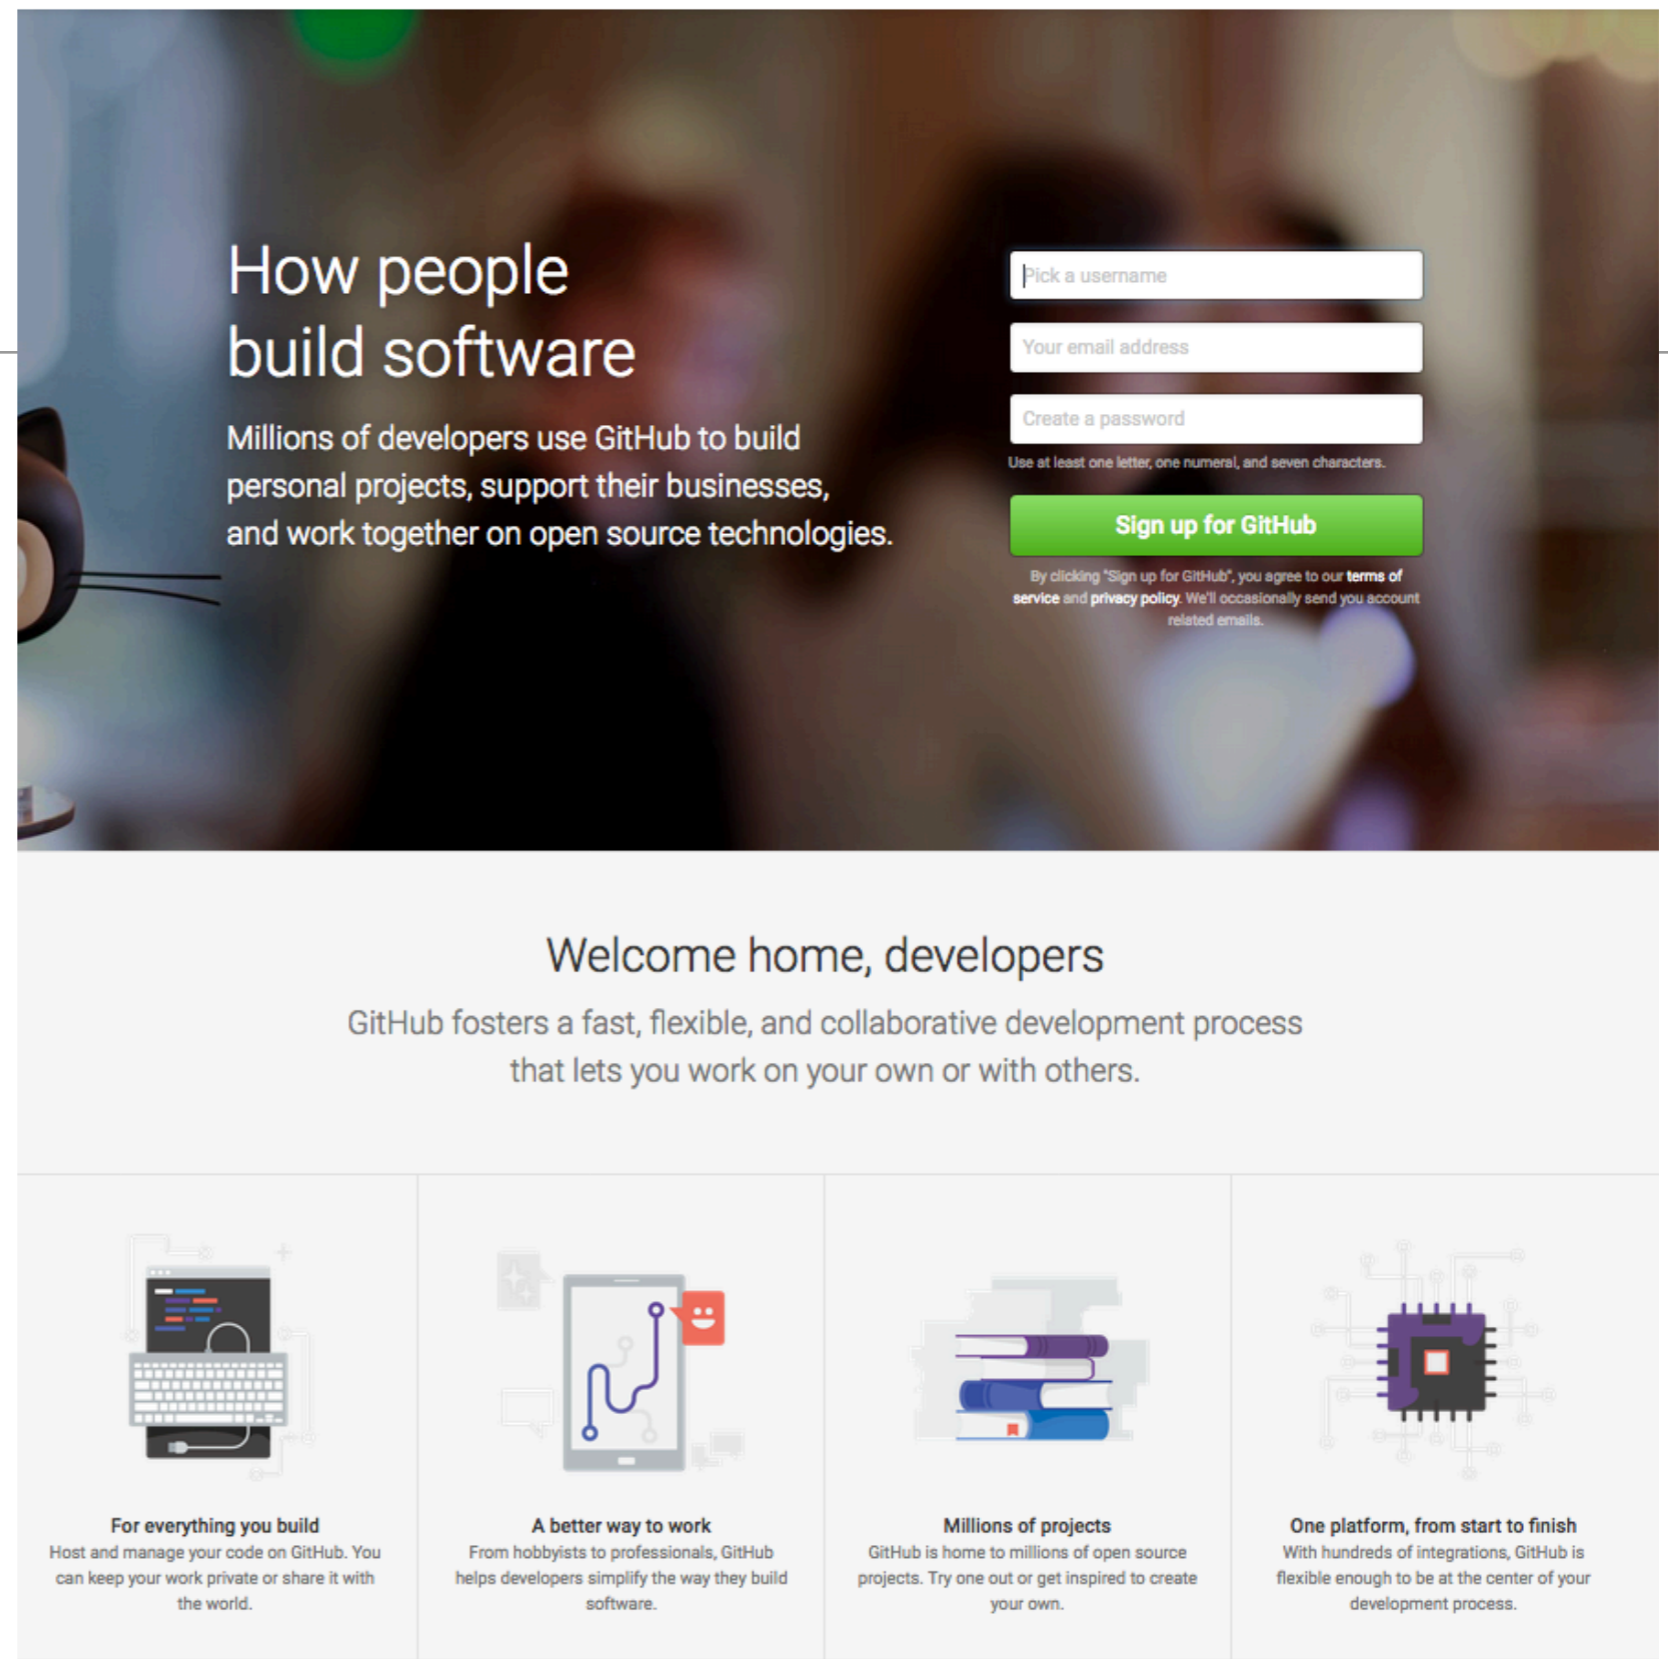 How people
build software
Millions of developers use GitHub to build
personal projects, support their businesses,
and work together on open source technologies.
Pick a username
Your email address
Create a password
Use at least one letter, one numeral, and seven characters.
Sign up for GitHub
By clicking "Sign up for GitHub", you agree to our terms of
service and privacy policy. We'll occasionally send you account
related emails.
Welcome home, developers
GitHub fosters a fast, flexible, and collaborative development process
that lets you work on your own or with others.
For everything you build
Host and manage your code on GitHub. You
can keep your work private or share it with
the world.
A better way to work
From hobbyists to professionals, GitHub
helps developers simplify the way they build
software.
Millions of projects
GitHub is home to millions of open source
projects. Try one out or get inspired to create
your own.
One platform, from start to finish
With hundreds of integrations, GitHub is
flexible enough to be at the center of your
development process.